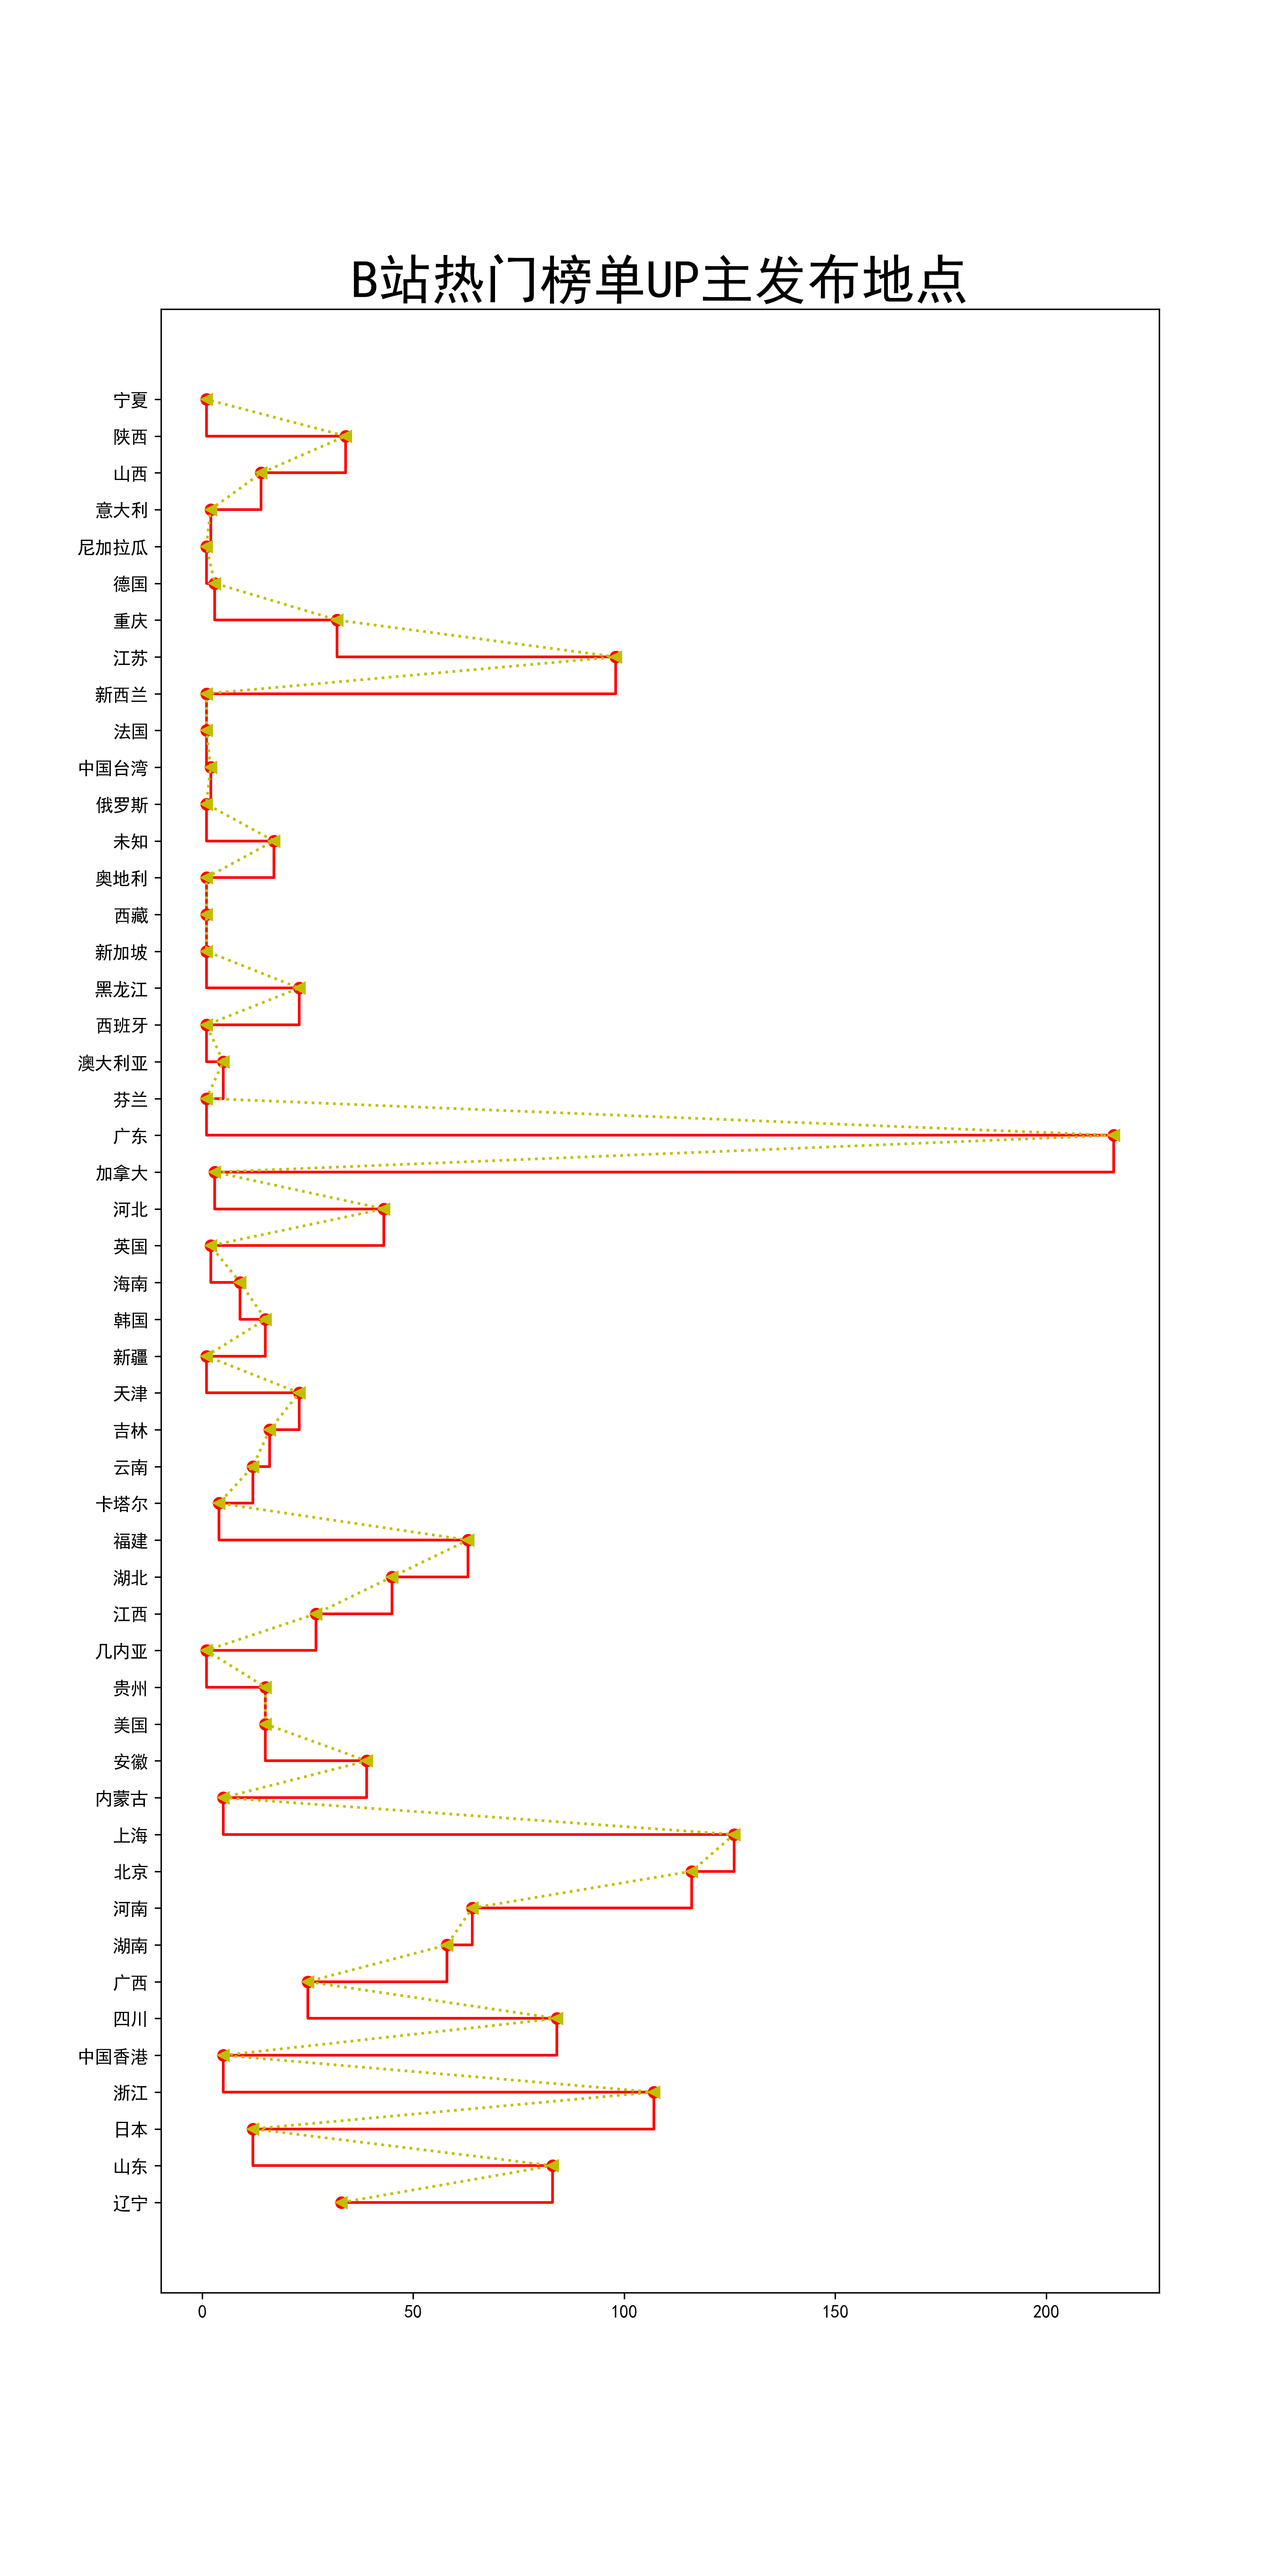 B站热门榜单UP主发布地点
宁夏
陕西
山西
意大利
尼加拉瓜
德国
重庆
江苏
新西兰
法国
中国台湾
俄罗斯
未知
奥地利
西藏
新加坡
黑龙江
西班牙
澳大利亚
芬兰
广东
加拿大
河北
英国
海南
韩国
新疆
天津
吉林
云南
卡塔尔
福建
湖北
江西
几内亚
贵州
美国
安徽
内蒙古
上海
北京
河南
湖南
广西
四川
中国香港
浙江
日本
山东
辽宁
0 50 100 150 200